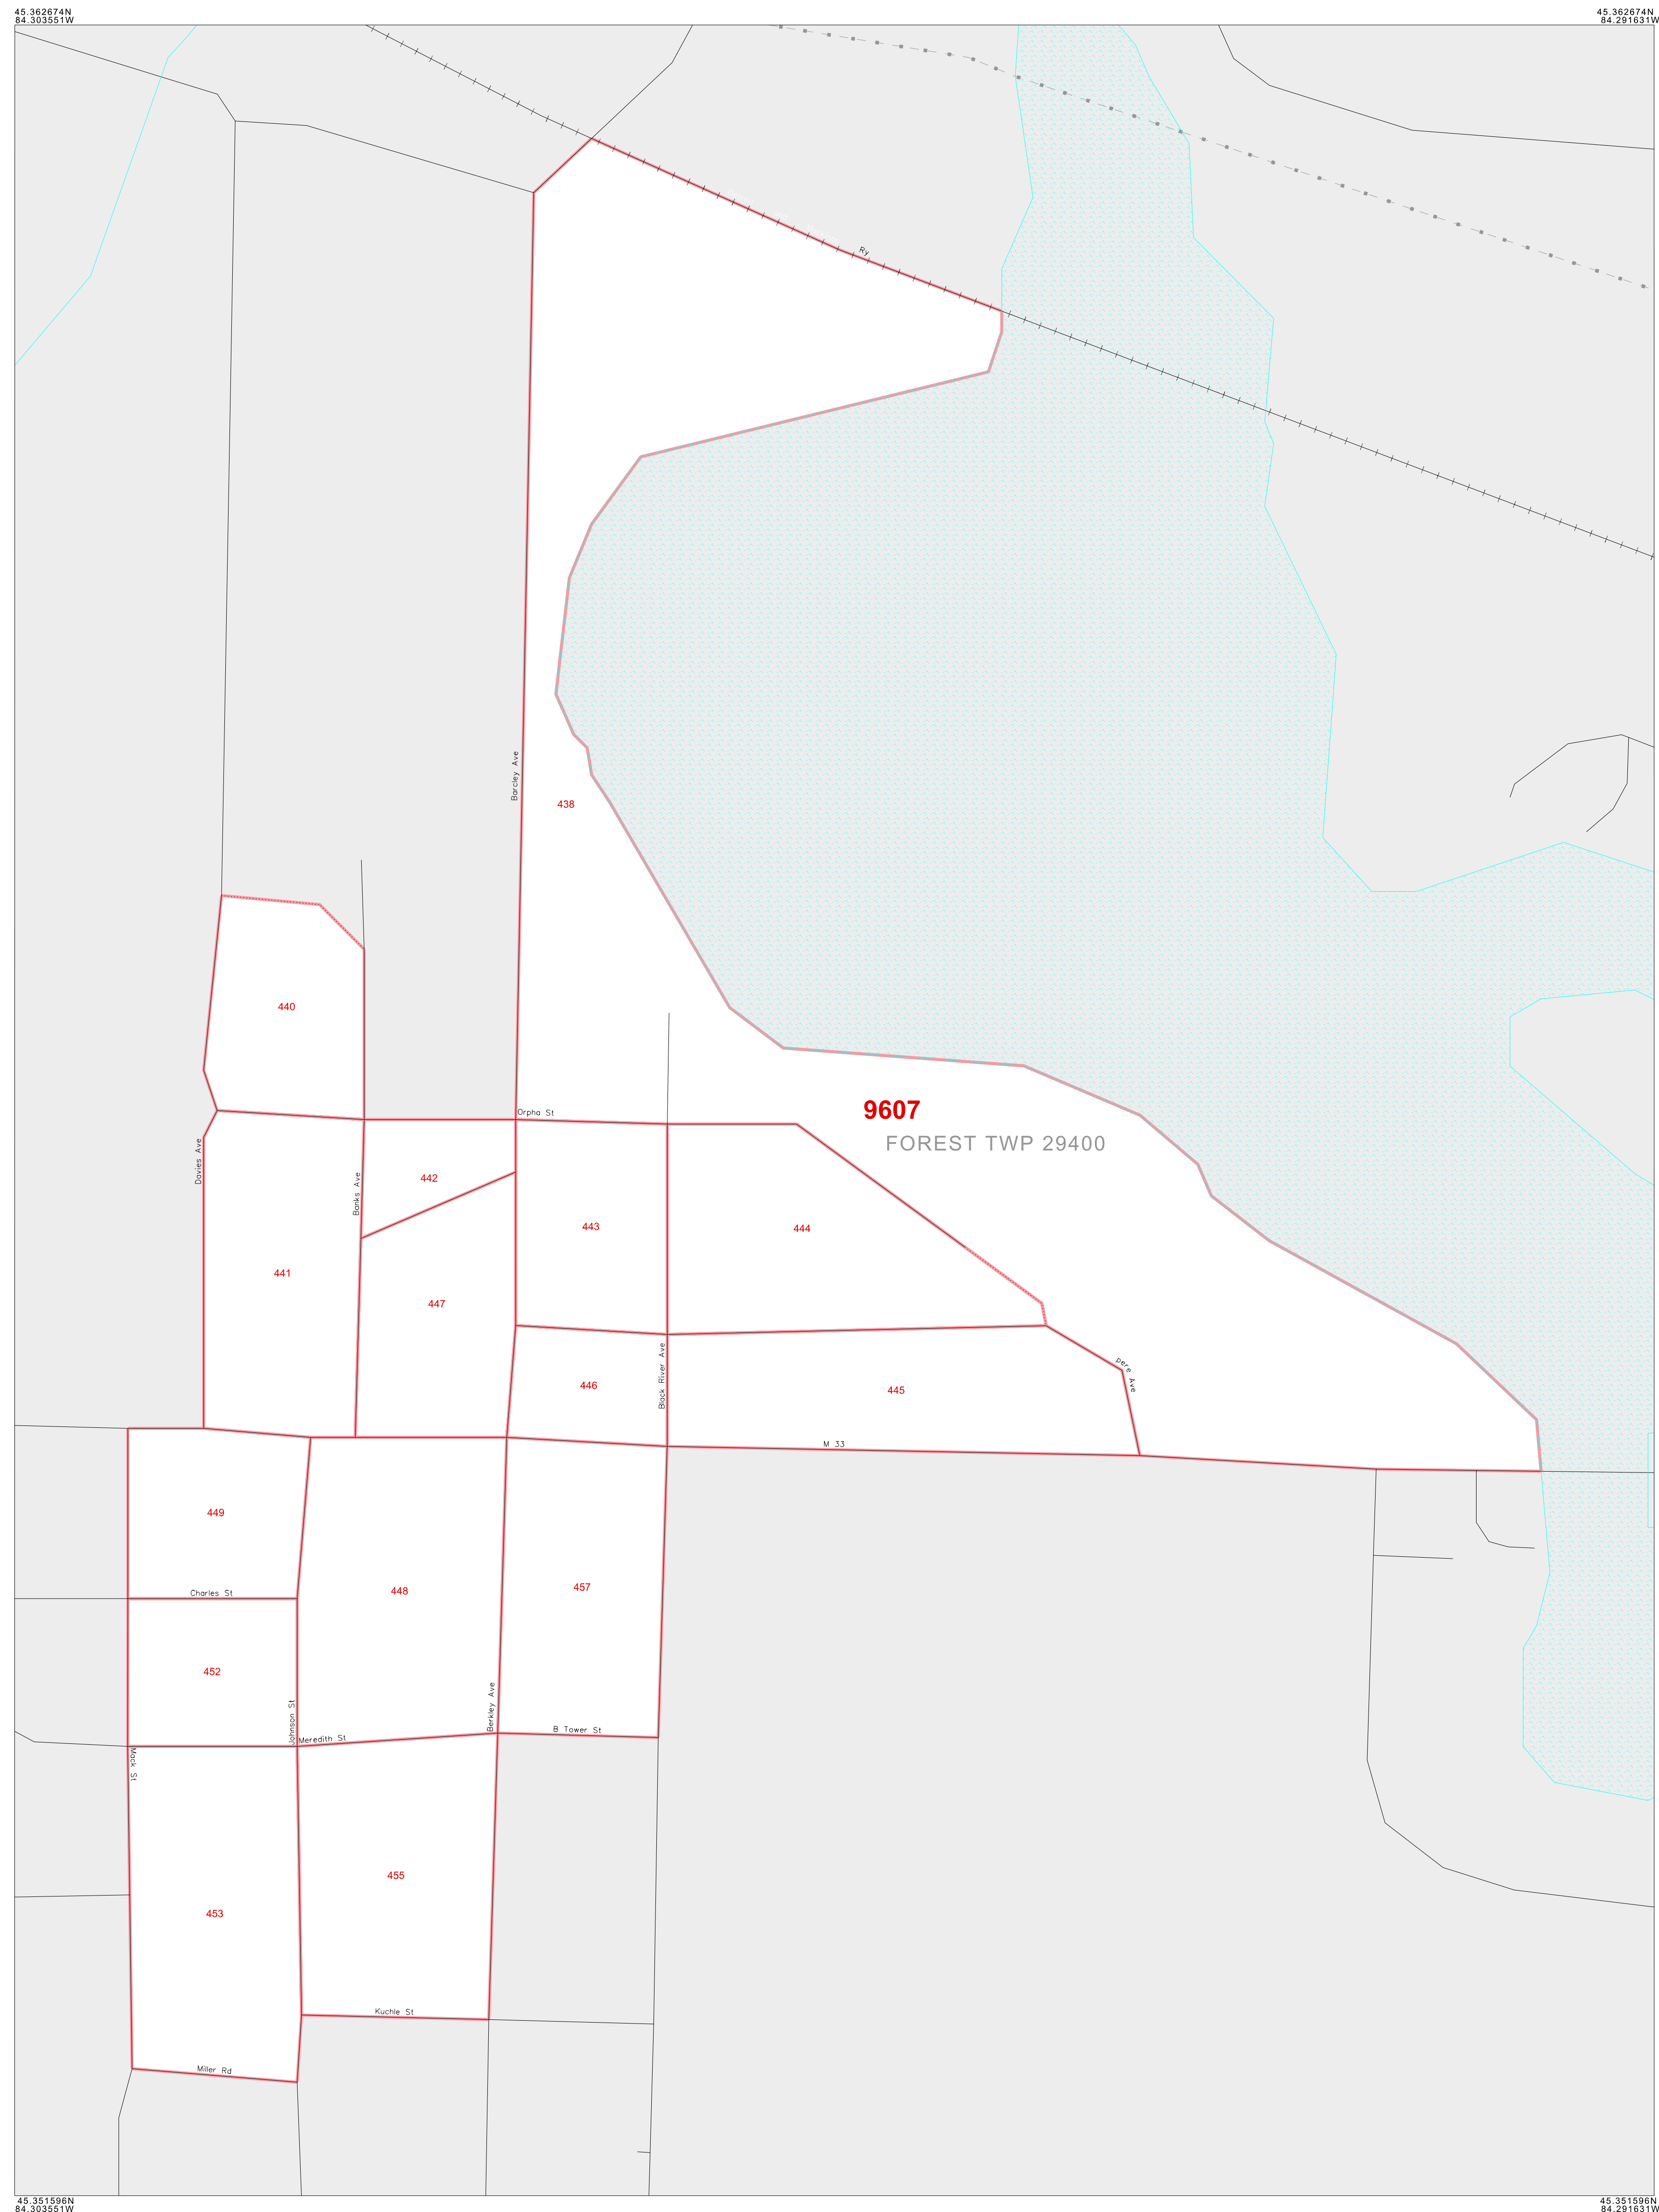 45.362674N
84.303551W
45.362674N
84.291631W
Ry
Barcley Ave
438
440
9607
FOREST TWP 29400
Orpha St
Davies Ave
Banks Ave
442
443
444
441
447
446
Black River Ave
445
pere Ave
M 33
449
448
457
Charles St
452
Johnson St
Meredith St
Berkley Ave
B Tower St
Mack St
455
453
Kuchle St
Miller Rd
45.351596N
84.303551W
45.351596N
84.291631W